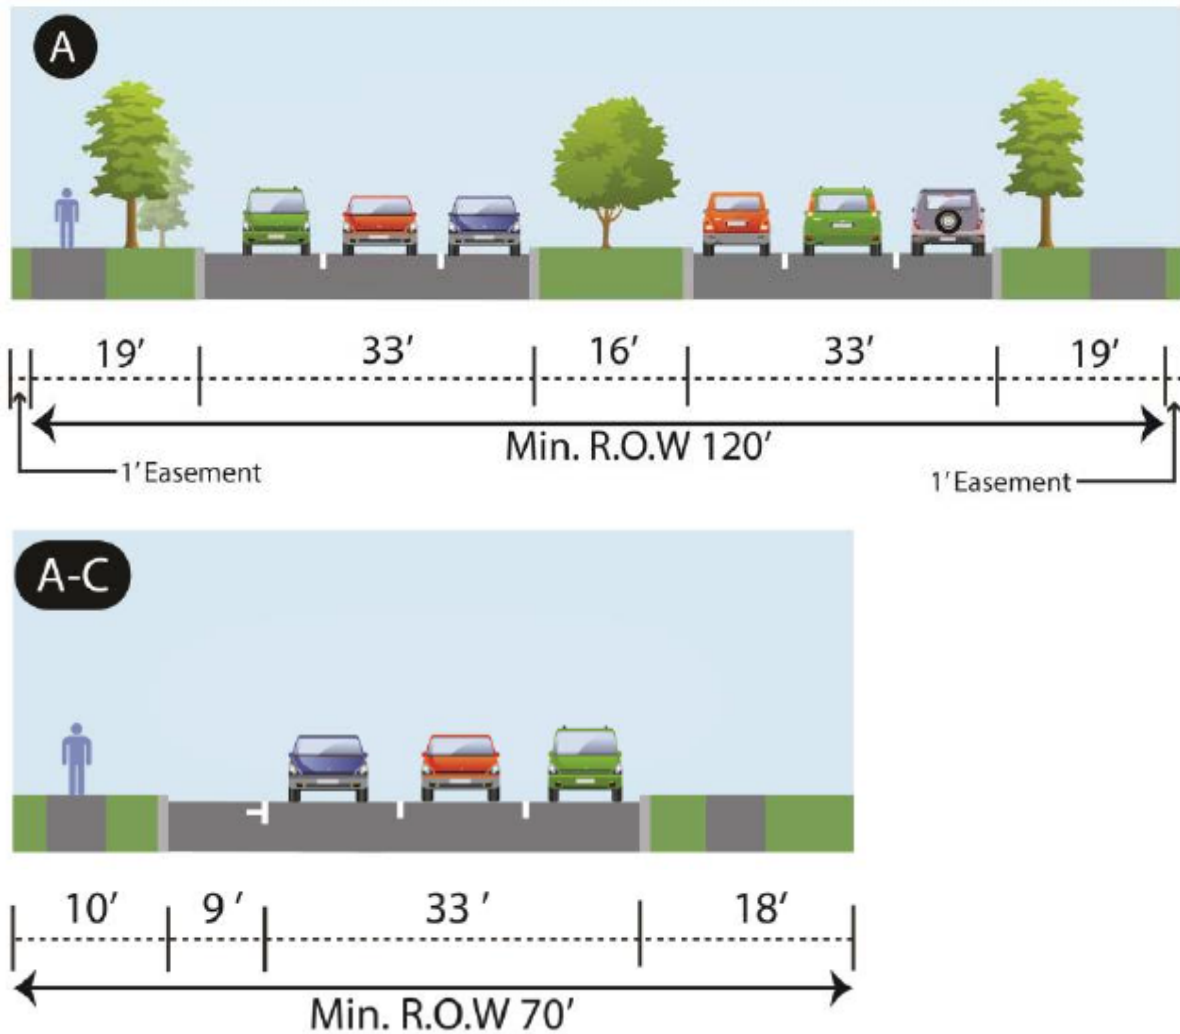 A
19' 33' 16' 33' 19'
Min. R.O.W 120'
1' Easement
1' Easement
A-C
10' 9 ' 33 ' 18'
Min. R.O.W 70'